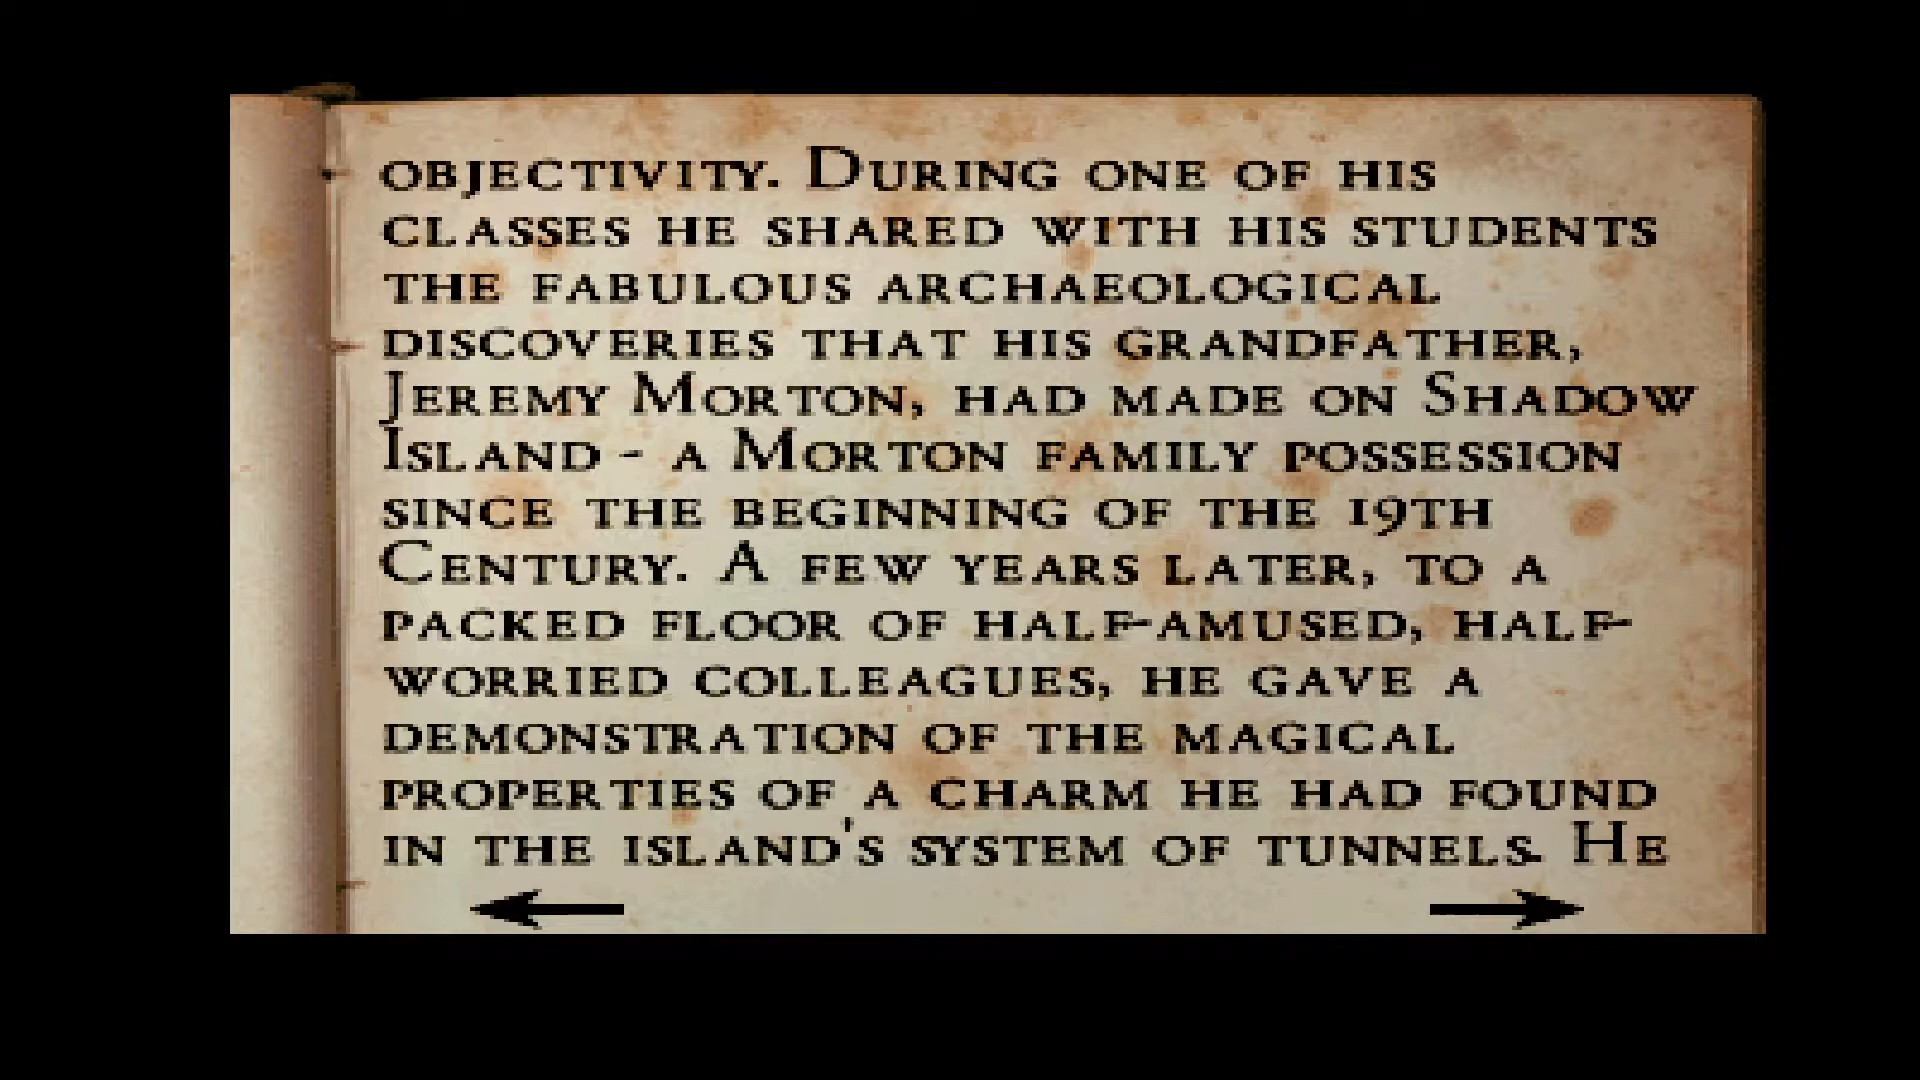 OBJECTIVITY. DURING ONE OF HIS
CLASSES HE SHARED WITH HIS STUDENTS
THE FABULOUS ARCHAEOLOGICAL
DISCOVERIES THAT HIS GRANDFATHER,
JEREMY MORTON, HAD MADE ON SHADOW
ISLAND - A MORTON FAMILY POSSESSION
SINCE THE BEGINNING OF THE 19TH
CENTURY. A FEW YEARS LATER, TO A
PACKED FLOOR OF HALF-AMUSED, HALF-
WORRIED COLLEAGUES, HE GAVE A
DEMONSTRATION OF THE MAGICAL
PROPERTIES OF A CHARM HE HAD FOUND
IN THE ISLAND'S SYSTEM OF TUNNELS. HE